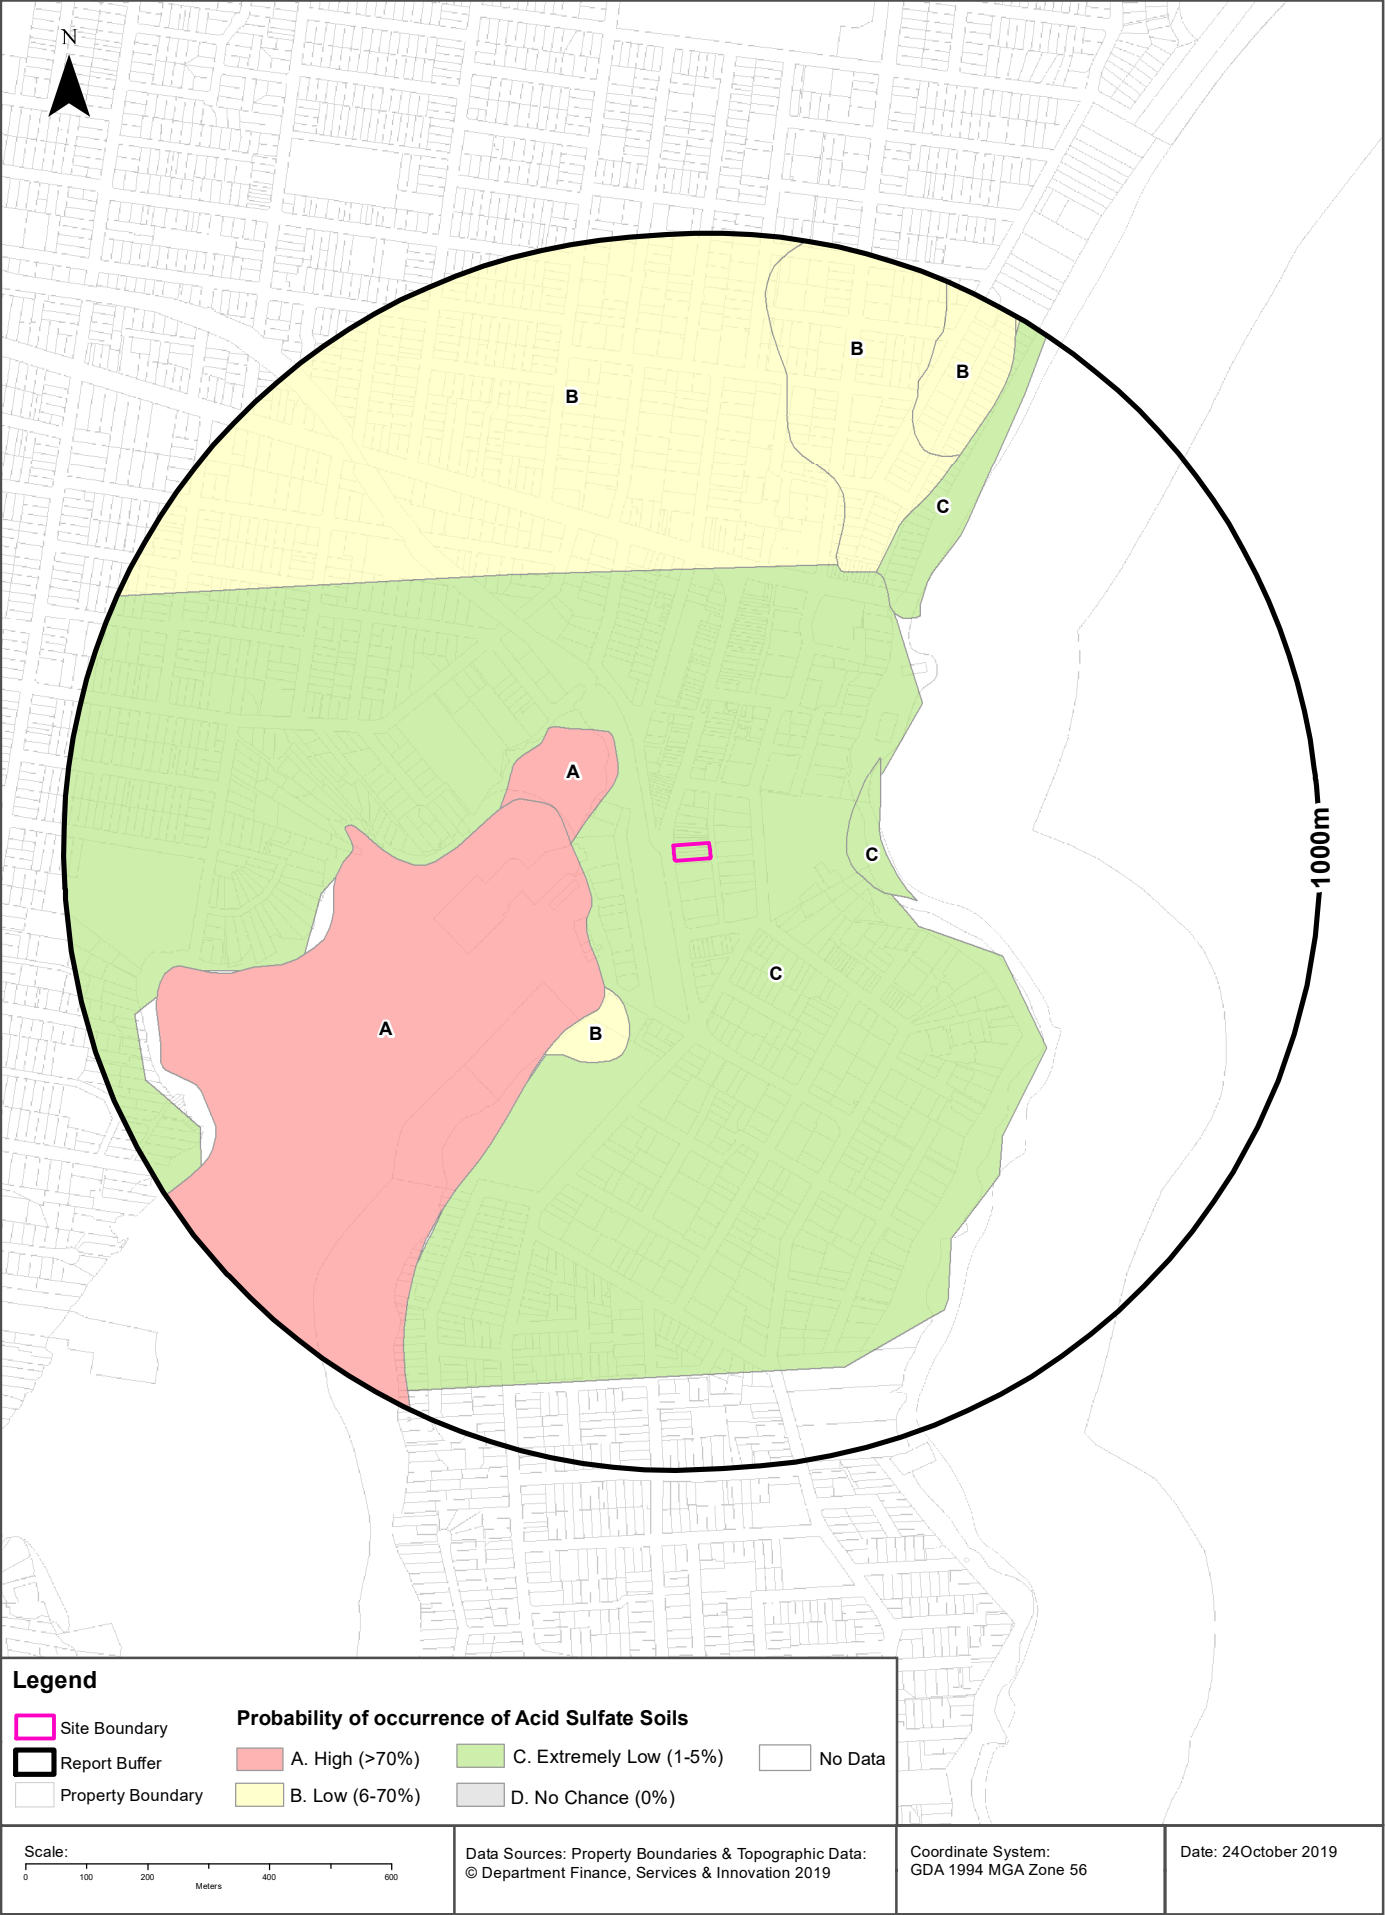 N
B
B
B
C
A
C
1000m
C
A
B
Legend
Site Boundary
Report Buffer
Property Boundary
Probability of occurrence of Acid Sulfate Soils
A. High (>70%)
C. Extremely Low (1-5%)
No Data
B. Low (6-70%)
D. No Chance (0%)
Scale:
0 100 200 400 600
Meters
Data Sources: Property Boundaries & Topographic Data:
© Department Finance, Services & Innovation 2019
Coordinate System:
GDA 1994 MGA Zone 56
Date: 24October 2019